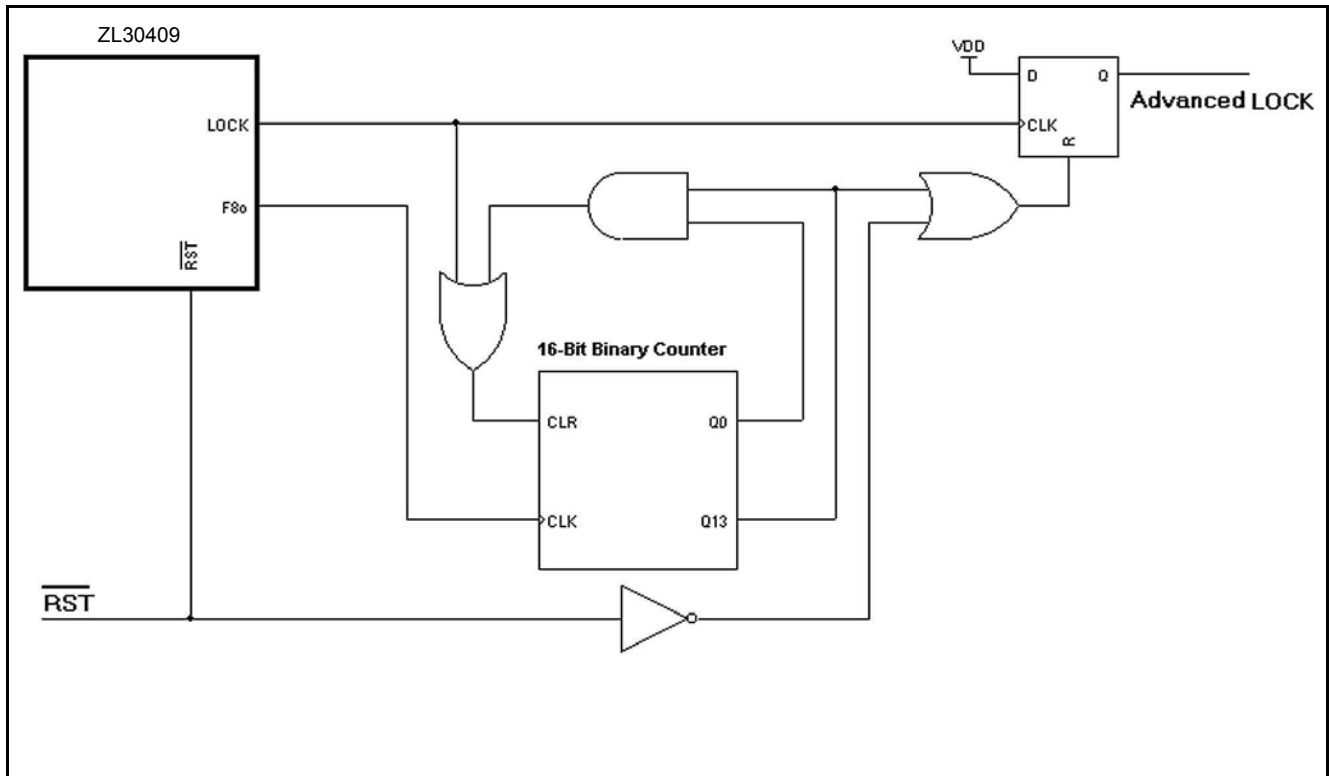 ZL30409
LOCK
F8o
RST
VDD
D
Q
CLK
R
Advanced LOCK
16-Bit Binary Counter
CLR
Q0
CLK
Q13
RST